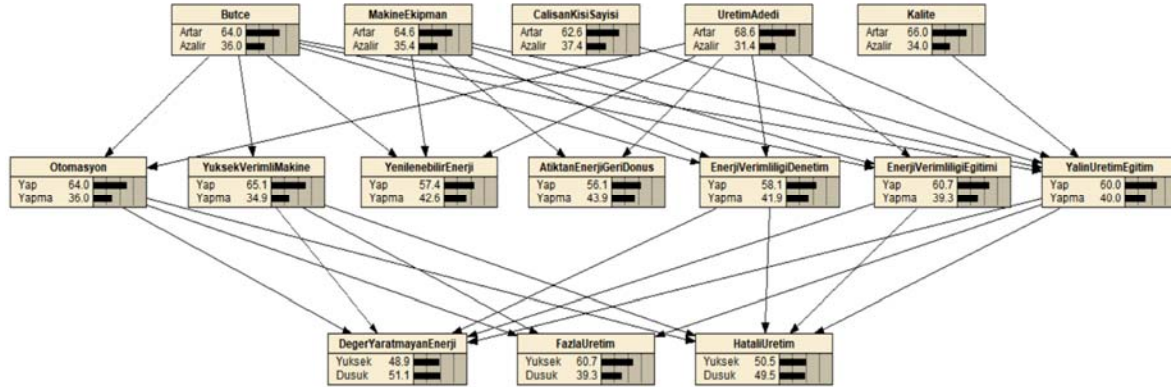 Butce
Artar 64.0
Azalir 36.0
MakineEkipman
Artar 64.6
Azalir 35.4
CalisanKisiSayisi
Artar 62.6
Azalir 37.4
UretimAdedi
Artar 68.6
Azalir 31.4
Kalite
Artar 66.0
Azalir 34.0
Otomasyon
Yap 64.0
Yapma 36.0
YuksekVerimliMakine
Yap 65.1
Yapma 34.9
YenilenebilirEnerji
Yap 57.4
Yapma 42.6
AtiktanEnerjiGeriDonus
Yap 56.1
Yapma 43.9
EnerjiVerimliligiDenetim
Yap 58.1
Yapma 41.9
EnerjiVerimliligiEgitimi
Yap 60.7
Yapma 39.3
YalinUretimEgitim
Yap 60.0
Yapma 40.0
DegerYaratmayanEnerji
Yuksek 48.9
Dusuk 51.1
FazlaUretim
Yuksek 60.7
Dusuk 39.3
HataliUretim
Yuksek 50.5
Dusuk 49.5